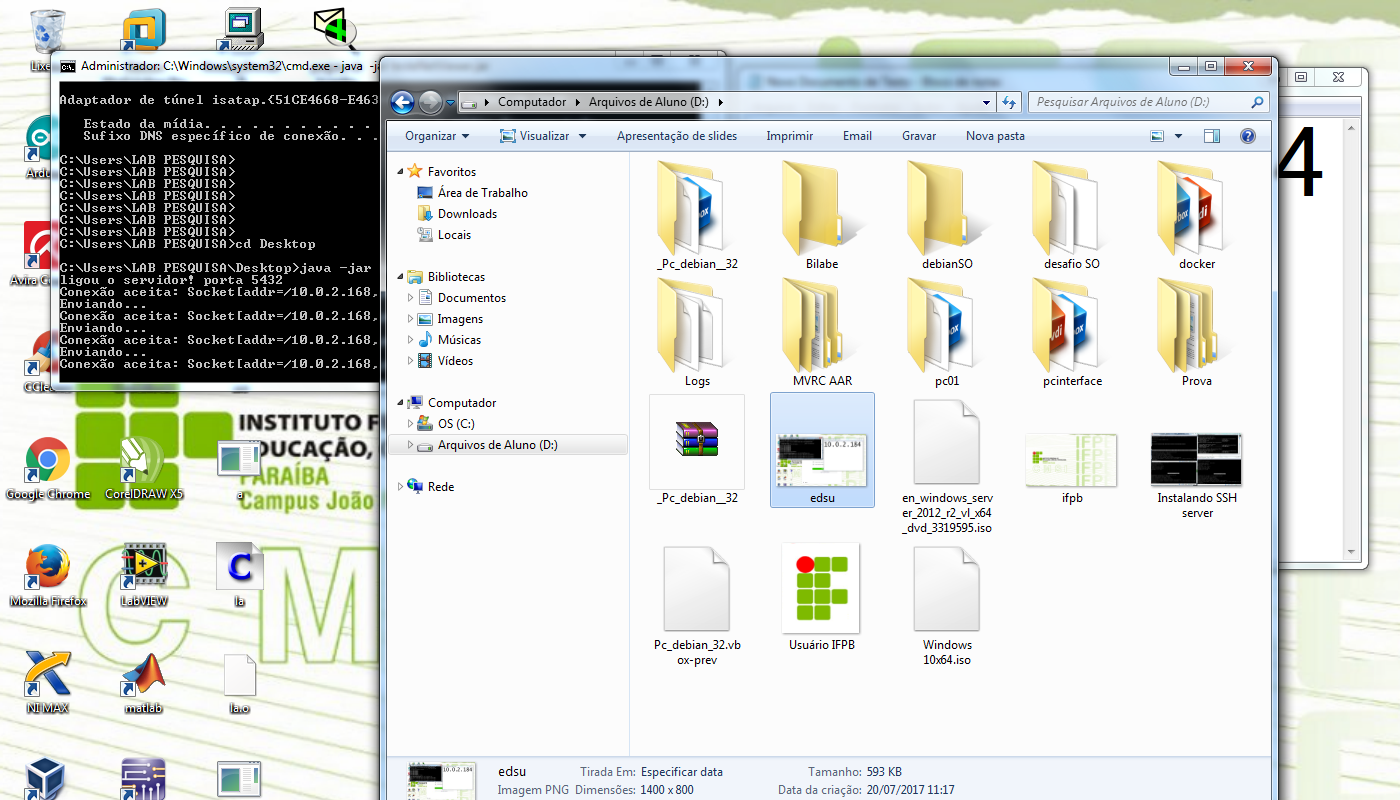 Administrador: C:\Windows\system32\cmd.exe - java
Adaptador de túnel isatap.{51CE4668-E463
Estado da mídia. . . . . . . . . . .
Sufixo DNS específico de conexão. . .
C:\Users\LAB PESQUISA>
C:\Users\LAB PESQUISA>
C:\Users\LAB PESQUISA>
C:\Users\LAB PESQUISA>
C:\Users\LAB PESQUISA>
C:\Users\LAB PESQUISA>
C:\Users\LAB PESQUISA>
C:\Users\LAB PESQUISA>cd Desktop
C:\Users\LAB PESQUISA\Desktop>java -jar
ligou o servidor! porta 5432
Conexão aceita: Socket[addr=/10.0.2.168,
Enviando...
Conexão aceita: Socket[addr=/10.0.2.168,
Enviando...
Conexão aceita: Socket[addr=/10.0.2.168,
Enviando...
Conexão aceita: Socket[addr=/10.0.2.168,
Computador
Arquivos de Aluno (D:)
Pesquisar Arquivos de Aluno (D:)
Organizar
Visualizar
Apresentação de slides
Imprimir
Email
Gravar
Nova pasta
Favoritos
Área de Trabalho
Downloads
Locais
Bibliotecas
Documentos
Imagens
Músicas
Vídeos
Computador
OS (C:)
Arquivos de Aluno (D:)
Rede
_Pc_debian__32
Bilabe
debianSO
desafio SO
docker
Logs
MVRC AAR
pc01
pcinterface
Prova
_Pc_debian__32
10.0.2.184
edsu
en_windows_serv
er_2012_r2_vl_x64
_dvd_3319595.iso
IFPB
ifpb
Instalando SSH
server
Pc_debian_32.vb
ox-prev
Usuário IFPB
Windows
10x64.iso
edsu
Tirada Em: Especificar data
Tamanho: 593 KB
Imagem PNG
Dimensões: 1400 x 800
Data da criação: 20/07/2017 11:17
4
INSTITUTO F
EDUCAÇÃO,
PARAÍBA
Campus João
C M
Google Chrome
CorelDRAW X5
a
Mozilla Firefox
LabVIEW
la
NI MAX
matlab
la.o